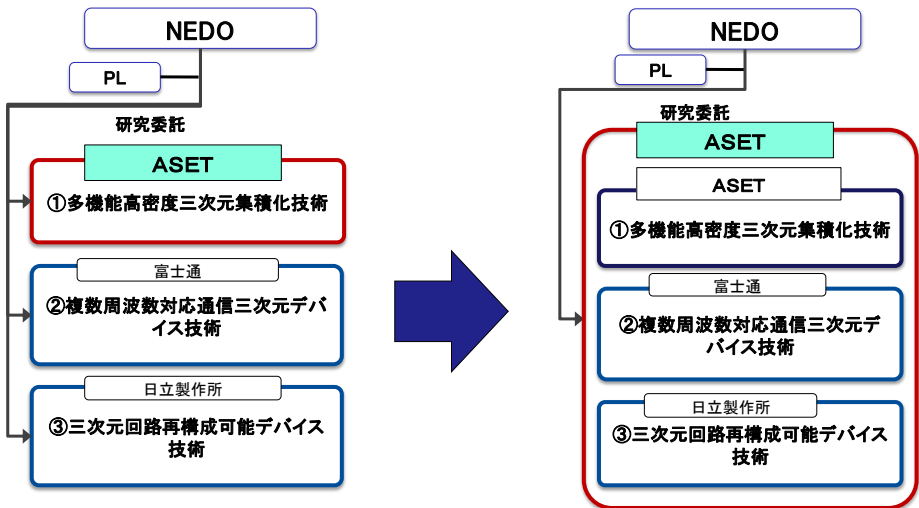 NEDO
PL
研究委託
ASET
①多機能高密度三次元集積化技術
富士通
②複数周波数対応通信三次元デバ
イス技術
日立製作所
③三次元回路再構成可能デバイス
技術
NEDO
PL
研究委託
ASET
ASET
①多機能高密度三次元集積化技術
富士通
②複数周波数対応通信三次元デ
バイス技術
日立製作所
③三次元回路再構成可能デバイス
技術